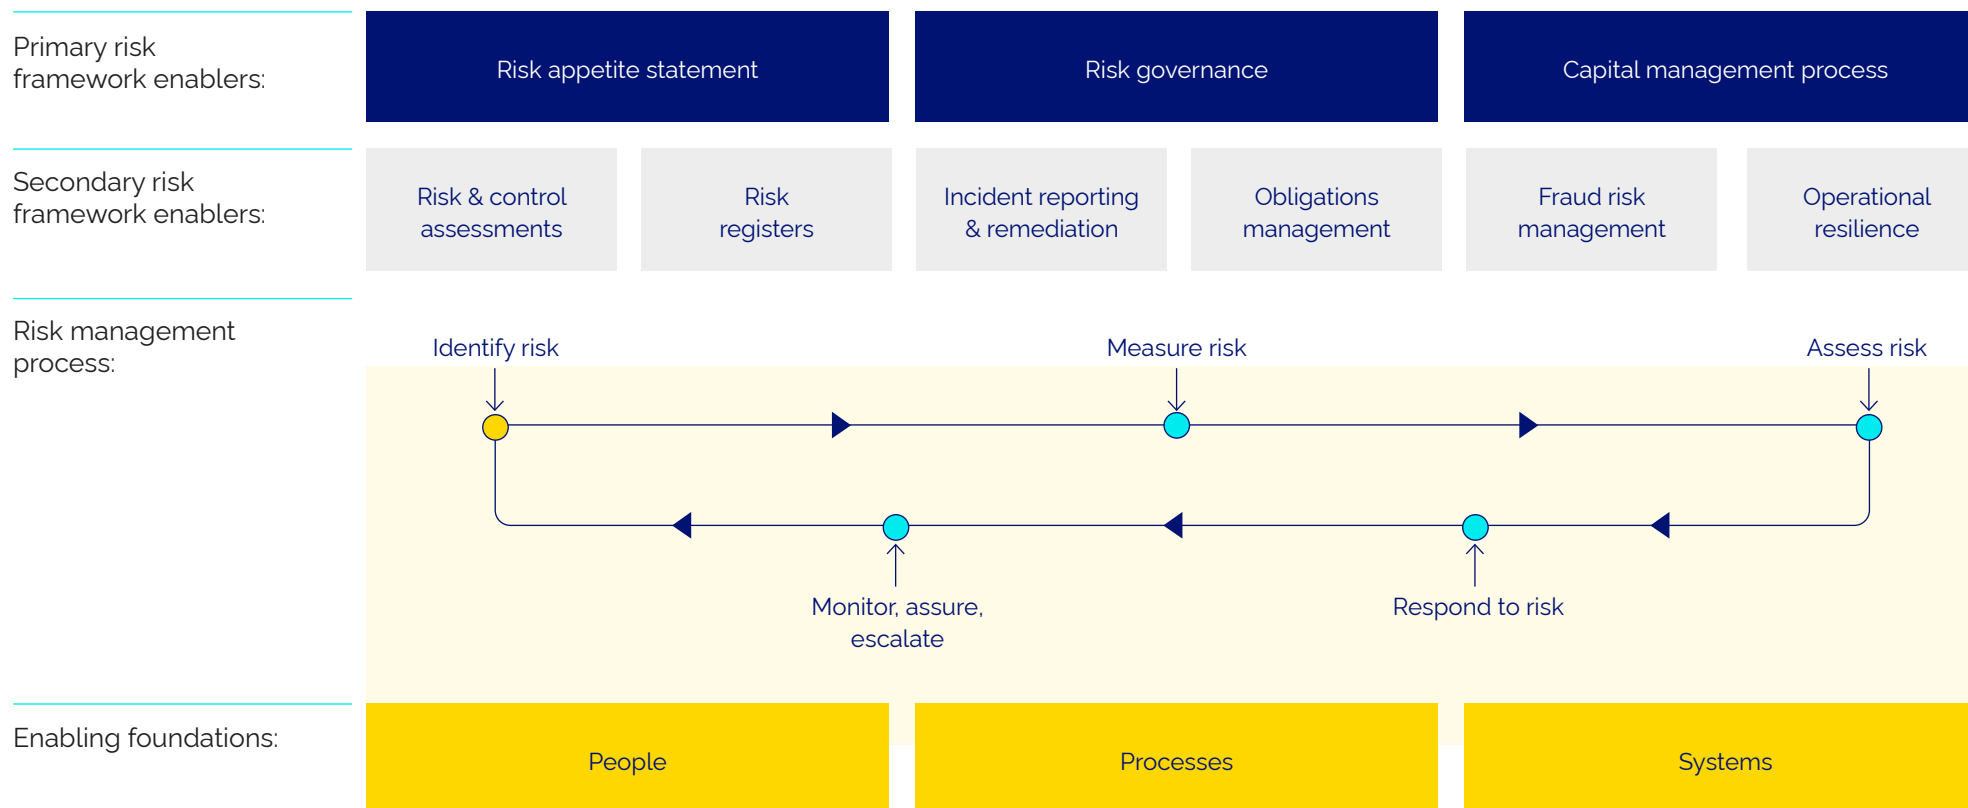 Primary risk
framework enablers:
Risk appetite statement
Risk governance
Capital management process
Secondary risk
framework enablers:
Risk & control
assessments
Risk
registers
Incident reporting
& remediation
Obligations
management
Fraud risk
management
Operational
resilience
Risk management
process:
Identify risk
Measure risk
Assess risk
Monitor, assure,
escalate
Respond to risk
Enabling foundations:
People
Processes
Systems